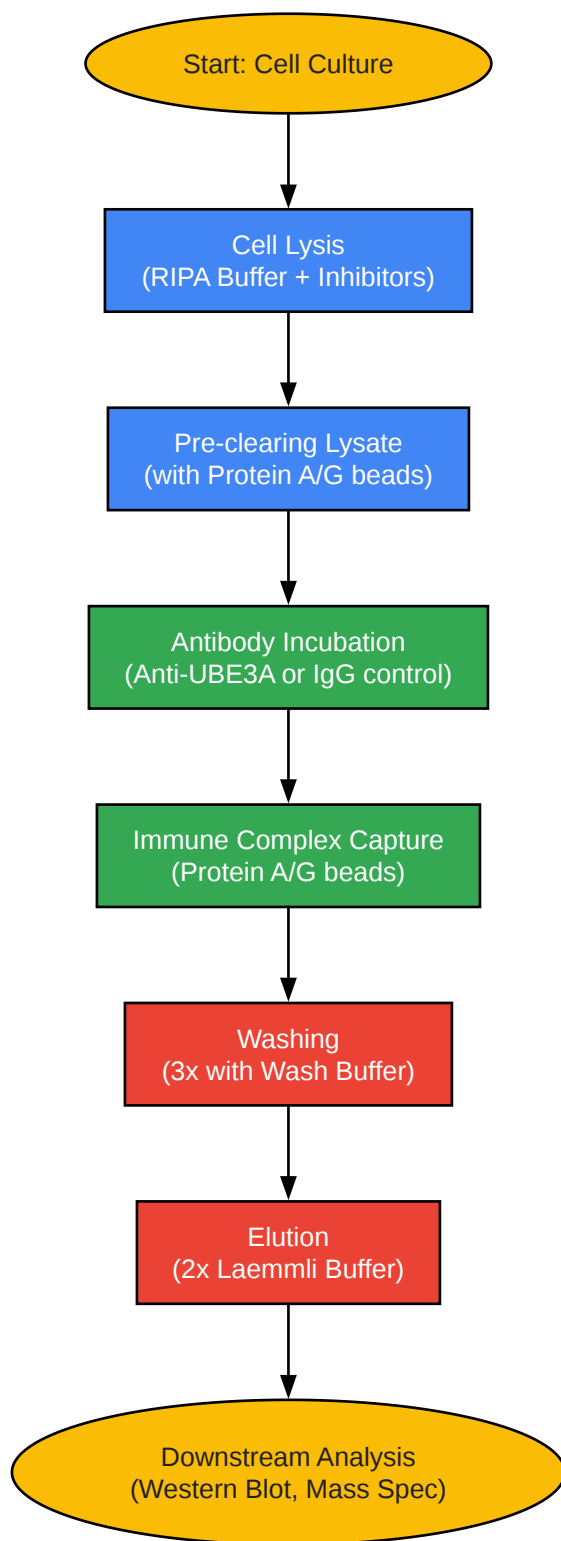 Start: Cell Culture
Cell Lysis
(RIPA Buffer + Inhibitors)
Pre-clearing Lysate
(with Protein A/G beads)
Antibody Incubation
(Anti-UBE3A or IgG control)
Immune Complex Capture
(Protein A/G beads)
Washing
(3x with Wash Buffer)
Elution
(2x Laemmli Buffer)
Downstream Analysis
(Western Blot, Mass Spec)